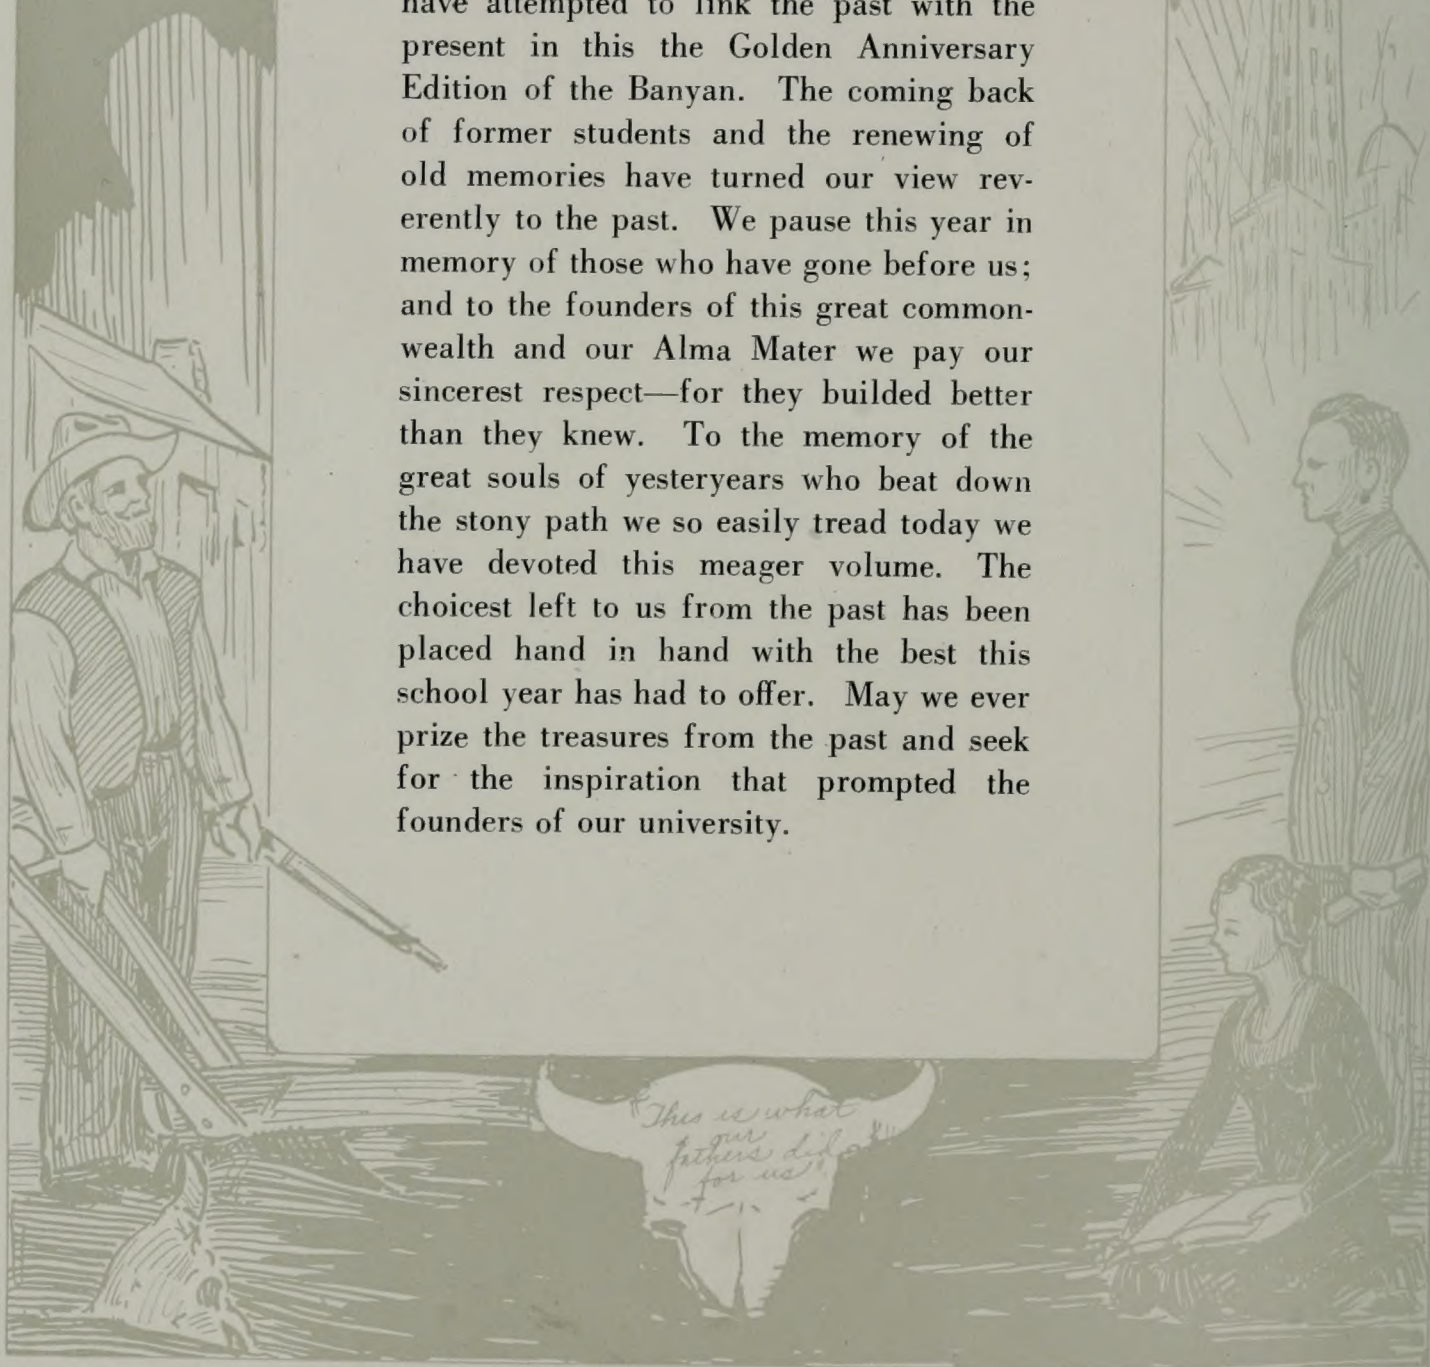 have attempted to link the past with the
present in this the Golden Anniversary
Edition of the Banyan. The coming back
of former students and the renewing of
old memories have turned our view rev-
erently to the past. We pause this year in
memory of those who have gone before us;
and to the founders of this great common-
wealth and our Alma Mater we pay our
sincerest respect—for they builded better
than they knew. To the memory of the
great souls of yesteryears who beat down
the stony path we so easily tread today we
have devoted this meager volume. The
choicest left to us from the past has been
placed hand in hand with the best this
school year has had to offer. May we ever
prize the treasures from the past and seek
for the inspiration that prompted the
founders of our university.
"This is what
our
fathers did
for us"